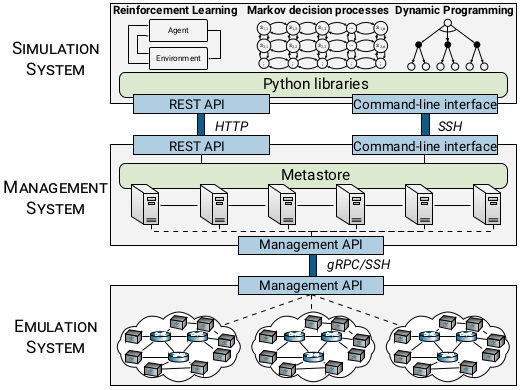 Reinforcement Learning Markov decision processes Dynamic Programming
Agent
Environment
SIMULATION
SYSTEM
Python libraries
REST API Command-line interface
HTTP SSH
REST API Command-line interface
MANAGEMENT
SYSTEM
Metastore
Management API
gRPC/SSH
Management API
EMULATION
SYSTEM